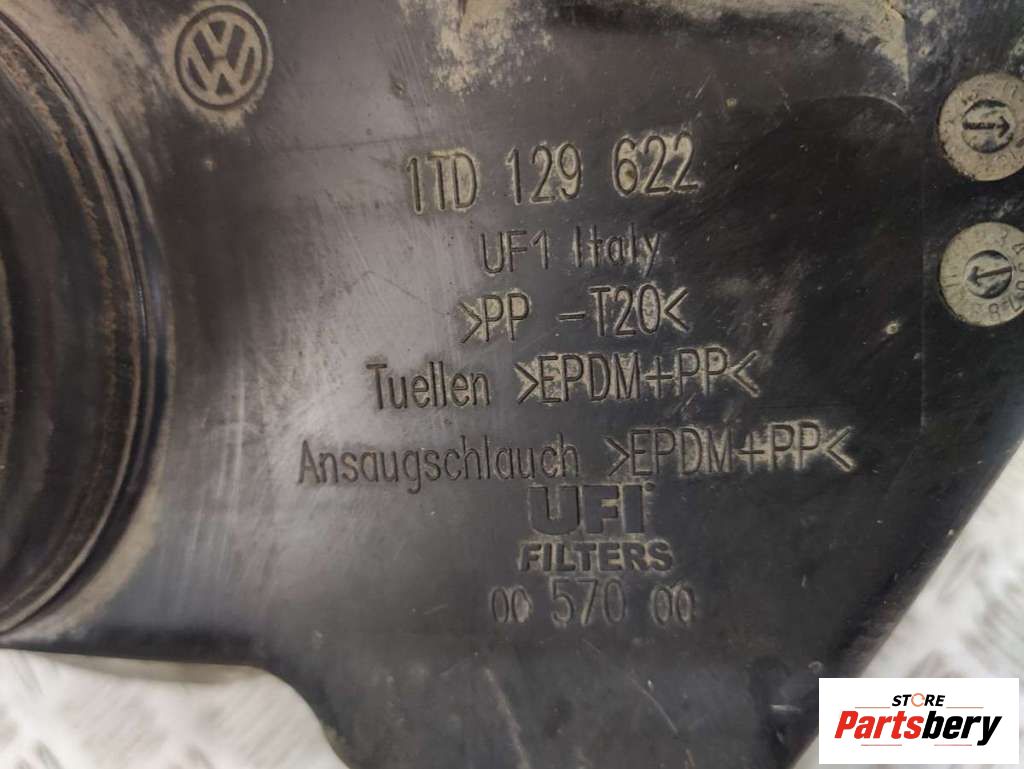 1TD 129 622
UF1 Italy
>PP -T20<
Tuellen >EPDM+PP<
Ansaugschlauch >EPDM+PP<
UFI
FILTERS
00 570 00
STORE
Partsbery